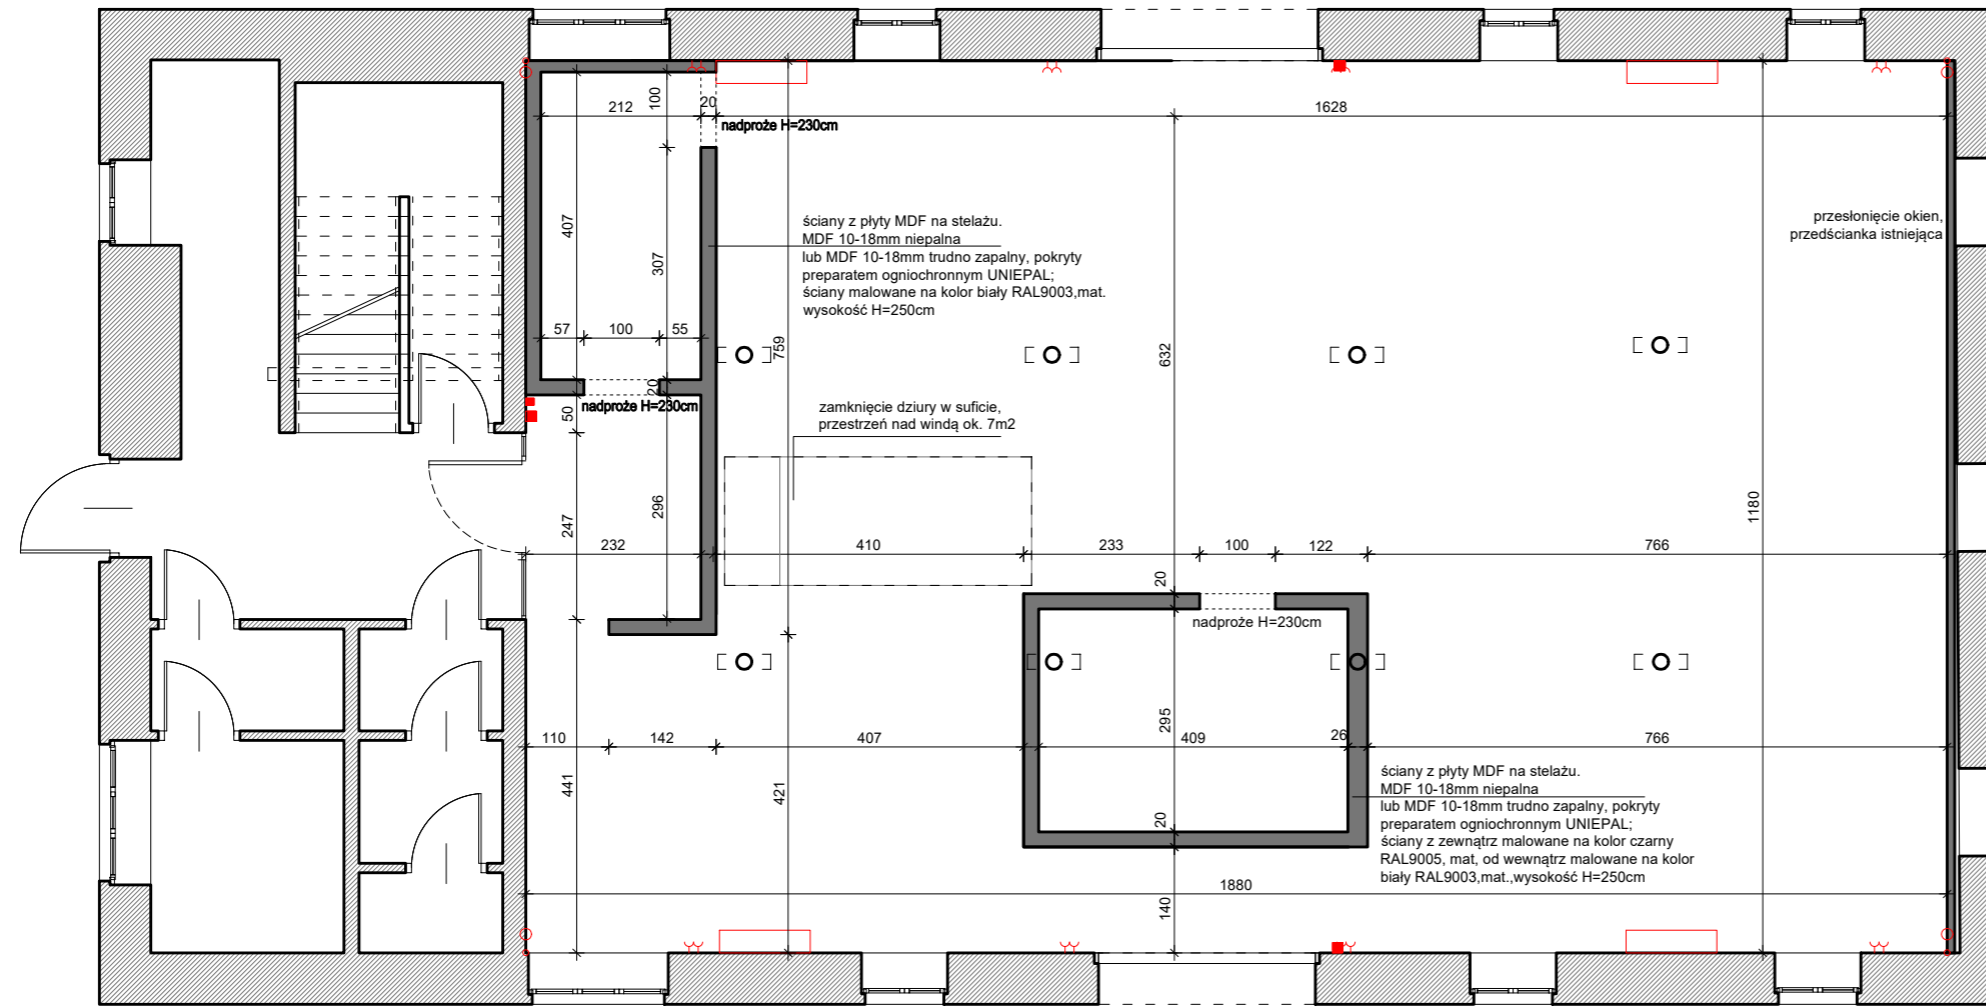 212
20
1628
100
nadproże H=230cm
407
307
ściany z płyty MDF na stelażu.
MDF 10-18mm niepalna
lub MDF 10-18mm trudno zapalny, pokryty
preparatem ogniochronnym UNIEPAL;
ściany malowane na kolor biały RAL9003,mat.
wysokość H=250cm
przesłonięcie okien,
przedścianka istniejąca
57
100
55
759
632
20
nadproże H=230cm
50
zamknięcie dziury w suficie,
przestrzeń nad windą ok. 7m2
296
247
1180
232
410
233
100
122
766
20
nadproże H=230cm
295
110
142
407
409
26
766
441
421
ściany z płyty MDF na stelażu.
MDF 10-18mm niepalna
lub MDF 10-18mm trudno zapalny, pokryty
preparatem ogniochronnym UNIEPAL;
ściany z zewnątrz malowane na kolor czarny
RAL9005, mat, od wewnątrz malowane na kolor
biały RAL9003,mat.,wysokość H=250cm
20
1880
140